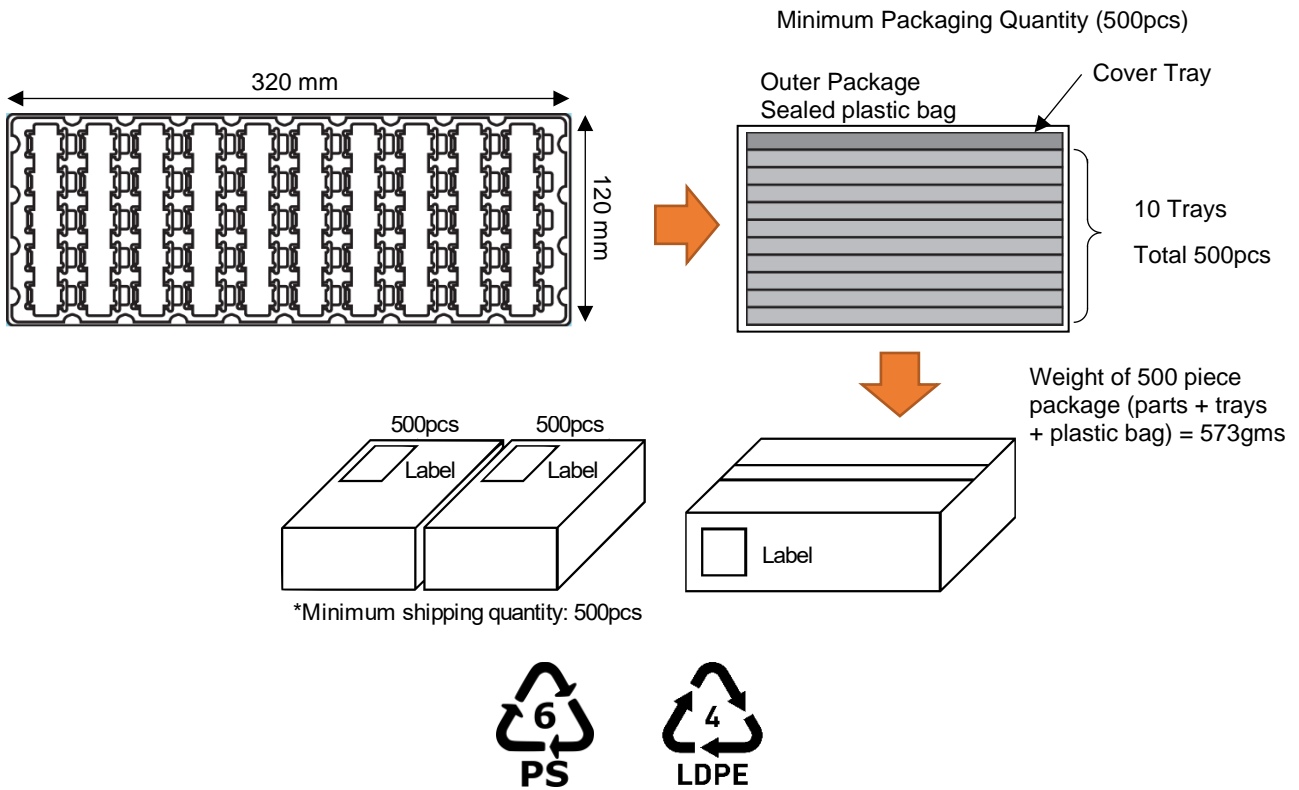 Minimum Packaging Quantity (500pcs)
320 mm
120 mm
Outer Package
Sealed plastic bag
Cover Tray
10 Trays
Total 500pcs
Weight of 500 piece
package (parts + trays
+ plastic bag) = 573gms
500pcs
500pcs
Label
Label
Label
*Minimum shipping quantity: 500pcs
6
PS
4
LDPE